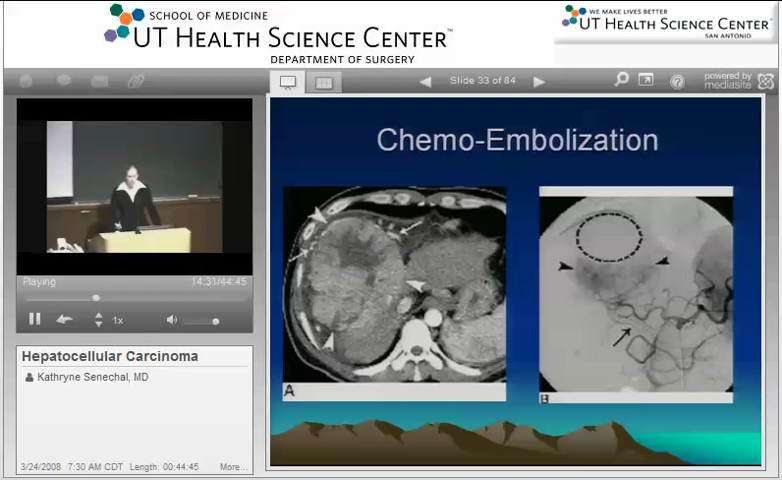 SCHOOL OF MEDICINE
UT HEALTH SCIENCE CENTER™
DEPARTMENT OF SURGERY
WE MAKE LIVES BETTER
UT HEALTH SCIENCE CENTER
SAN ANTONIO
Slide 33 of 84
powered by
mediasite
Chemo-Embolization
A
B
Playing
14:31/44:45
1x
Hepatocellular Carcinoma
Kathryne Senechal, MD
3/24/2008 7:30 AM CDT Length: 00:44:45 More...